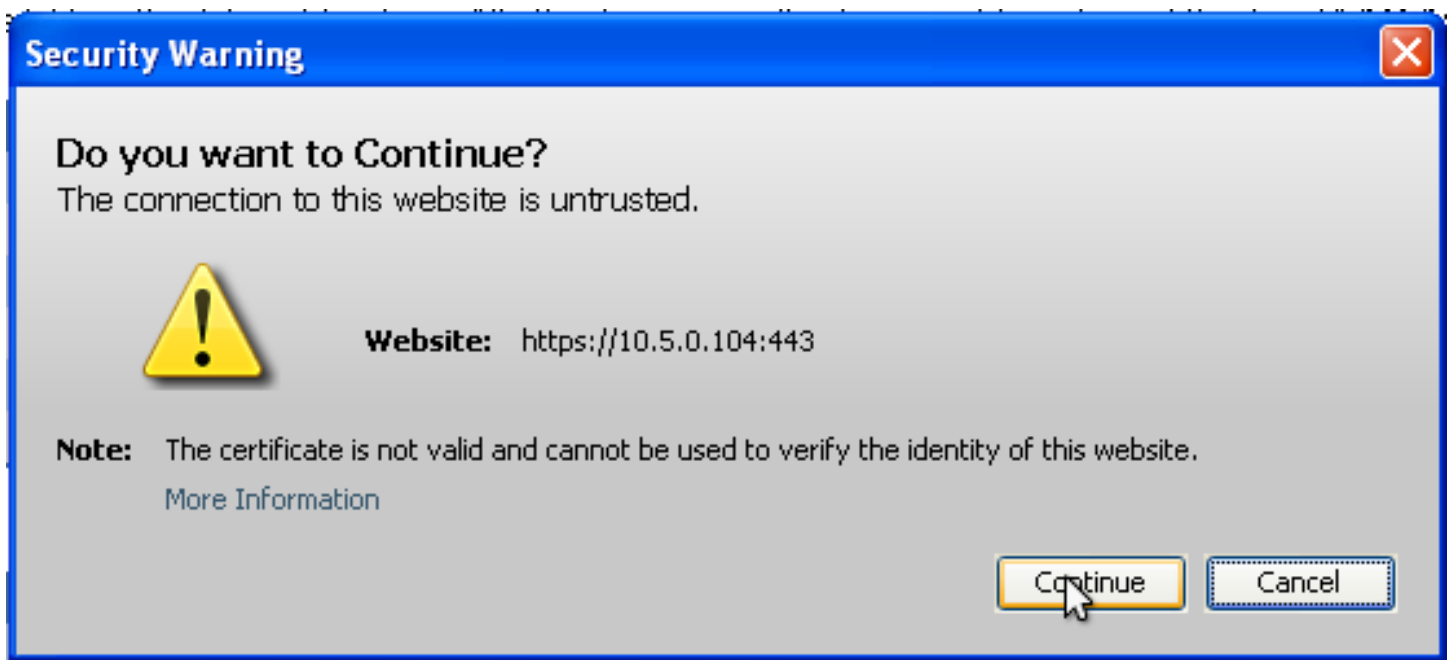 Security Warning
Do you want to Continue?
The connection to this website is untrusted.
Website: https://10.5.0.104:443
Note: The certificate is not valid and cannot be used to verify the identity of this website.
More Information
Continue Cancel